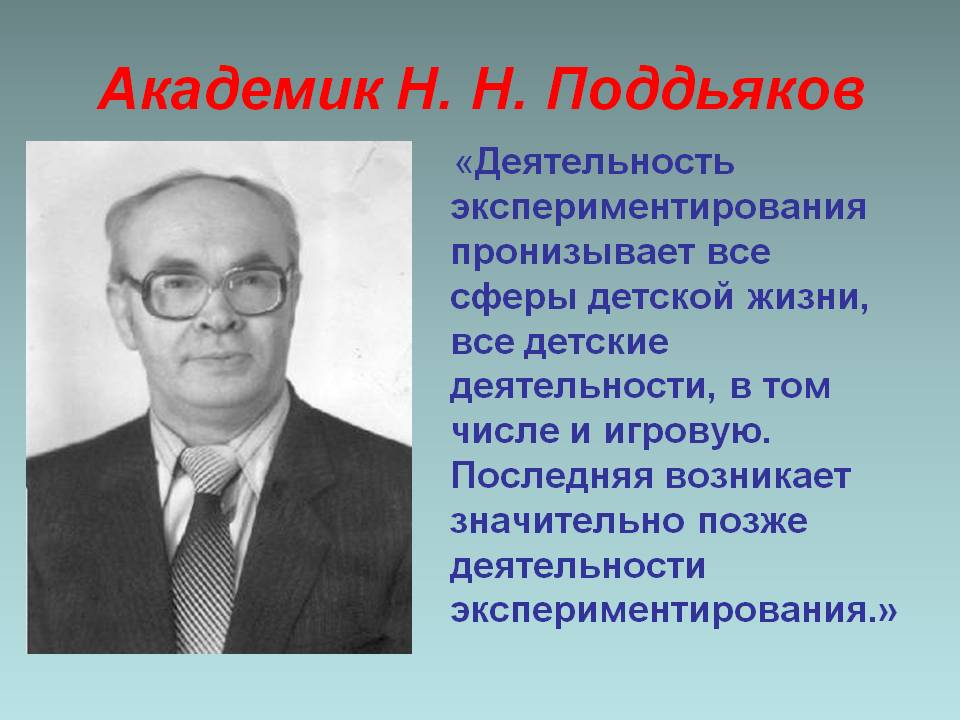 Академик Н. Н. Поддьяков
«Деятельность
экспериментирования
пронизывает все
сферы детской жизни,
все детские
деятельности, в том
числе и игровую.
Последняя возникает
значительно позже
деятельности
экспериментирования.»